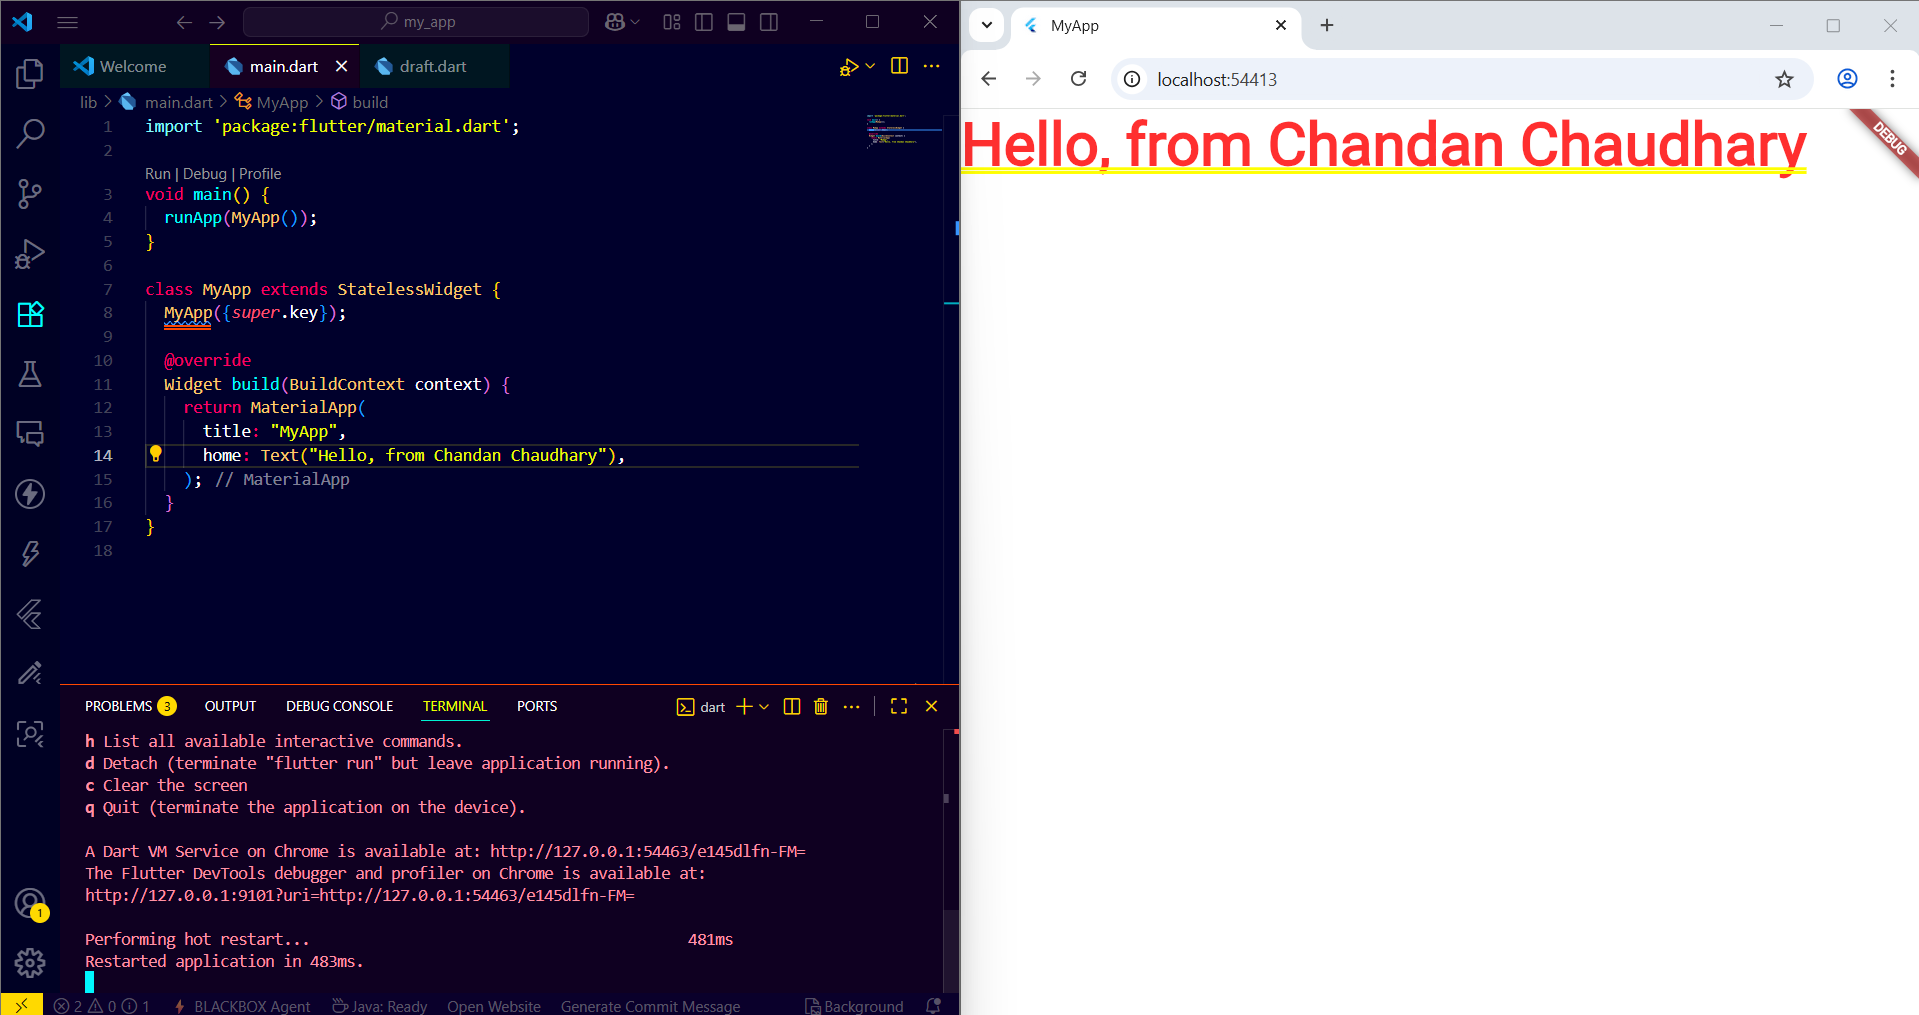 my_app
Welcome
main.dart
draft.dart
lib > main.dart > MyApp > build
1 import 'package:flutter/material.dart';
2
Run | Debug | Profile
3 void main() {
4 runApp(MyApp());
5 }
6
7 class MyApp extends StatelessWidget {
8 MyApp({super.key});
9
10 @override
11 Widget build(BuildContext context) {
12 return MaterialApp(
13 title: "MyApp",
14 home: Text("Hello, from Chandan Chaudhary"),
15 ); // MaterialApp
16 }
17 }
18
PROBLEMS 3 OUTPUT DEBUG CONSOLE TERMINAL PORTS
dart
h List all available interactive commands.
d Detach (terminate "flutter run" but leave application running).
c Clear the screen
q Quit (terminate the application on the device).
A Dart VM Service on Chrome is available at: http://127.0.0.1:54463/e145dlfn-FM=
The Flutter DevTools debugger and profiler on Chrome is available at:
http://127.0.0.1:9101?uri=http://127.0.0.1:54463/e145dlfn-FM=
Performing hot restart... 481ms
Restarted application in 483ms.
1
2 0 1 BLACKBOX Agent Java: Ready Open Website Generate Commit Message Background
MyApp
localhost:54413
Hello, from Chandan Chaudhary
DEBUG